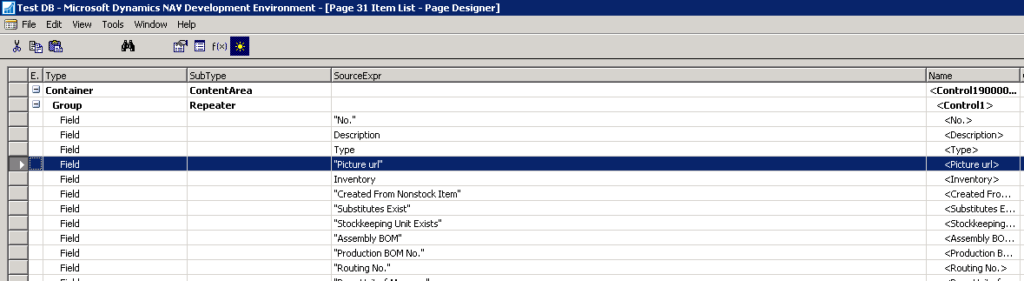 Test DB - Microsoft Dynamics NAV Development Environment - [Page 31 Item List - Page Designer]
File Edit View Tools Window Help
f(x)
E. Type SubType SourceExpr Name
Container ContentArea <Control190000...
Group Repeater <Control1>
Field "No." <No.>
Field Description <Description>
Field Type <Type>
Field "Picture url" <Picture url>
Field Inventory <Inventory>
Field "Created From Nonstock Item" <Created Fro...
Field "Substitutes Exist" <Substitutes E...
Field "Stockkeeping Unit Exists" <Stockkeeping...
Field "Assembly BOM" <Assembly BO...
Field "Production BOM No." <Production B...
Field "Routing No." <Routing No.>